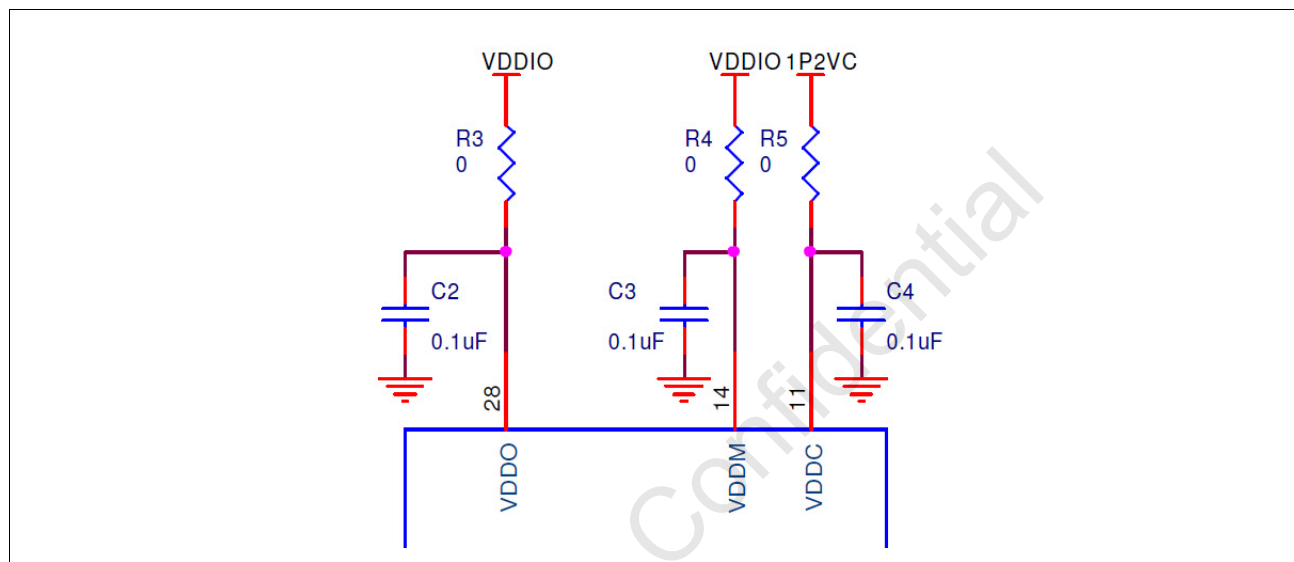 VDDIO
VDDIO 1P2VC
R3
0
R4
0
R5
0
C2
0.1uF
C3
0.1uF
C4
0.1uF
28
14
11
VDDO
VDDM
VDDC
Confidential